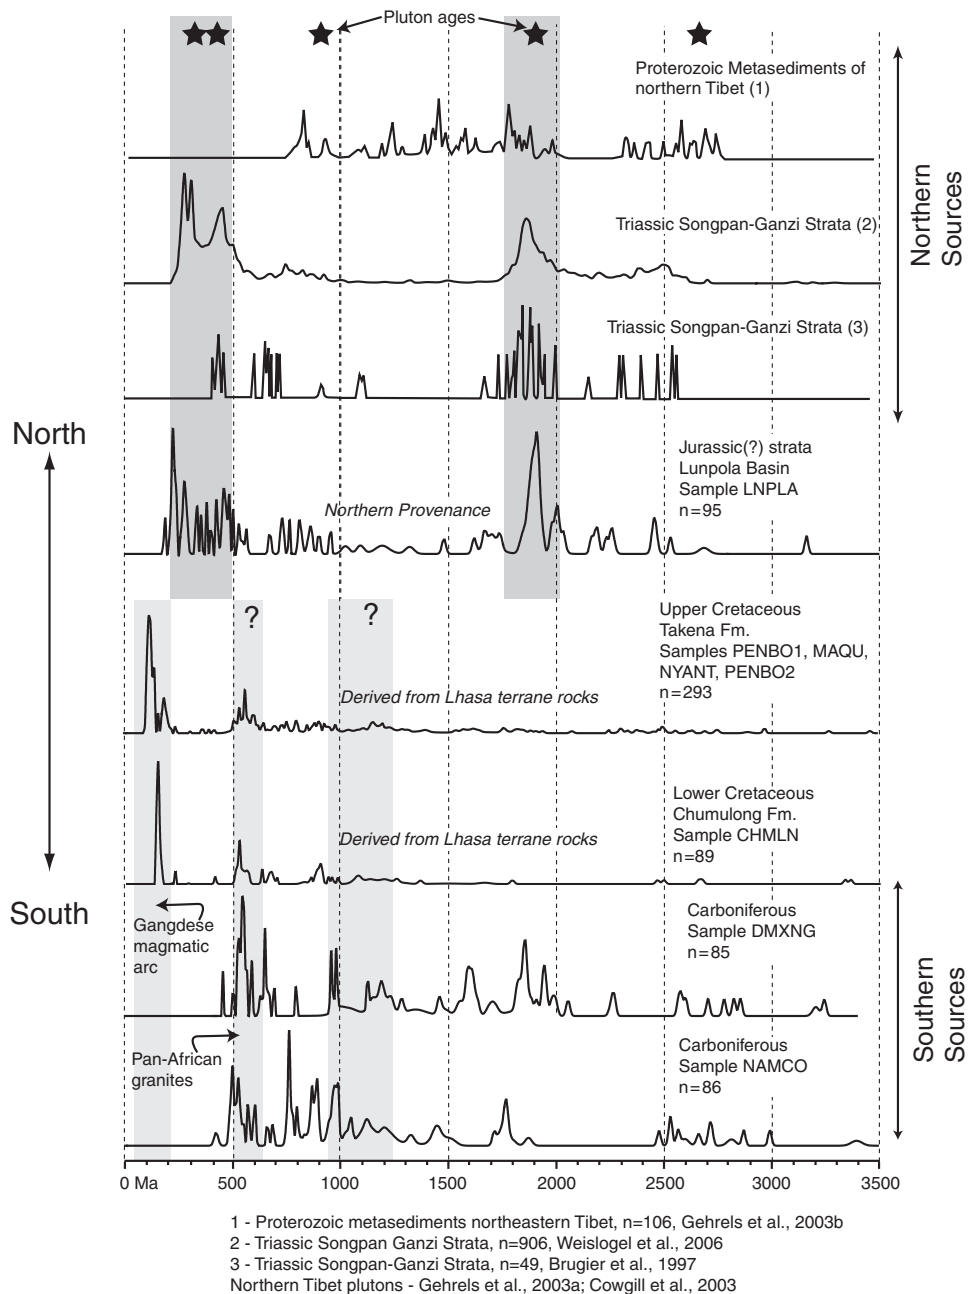 Pluton ages
Proterozoic Metasediments of
northern Tibet (1)
Triassic Songpan-Ganzi Strata (2)
Triassic Songpan-Ganzi Strata (3)
Northern
Sources
North
Jurassic(?) strata
Lunpola Basin
Sample LNPLA
n=95
Northern Provenance
?
?
Upper Cretaceous
Takena Fm.
Samples PENBO1, MAQU,
NYANT, PENBO2
n=293
Derived from Lhasa terrane rocks
Lower Cretaceous
Chumulong Fm.
Sample CHMLN
n=89
Derived from Lhasa terrane rocks
South
Gangdese
magmatic
arc
Carboniferous
Sample DMXNG
n=85
Southern
Sources
Pan-African
granites
Carboniferous
Sample NAMCO
n=86
0 Ma 500 1000 1500 2000 2500 3000 3500
1 - Proterozoic metasediments northeastern Tibet, n=106, Gehrels et al., 2003b
2 - Triassic Songpan Ganzi Strata, n=906, Weislogel et al., 2006
3 - Triassic Songpan-Ganzi Strata, n=49, Brugier et al., 1997
Northern Tibet plutons - Gehrels et al., 2003a; Cowgill et al., 2003